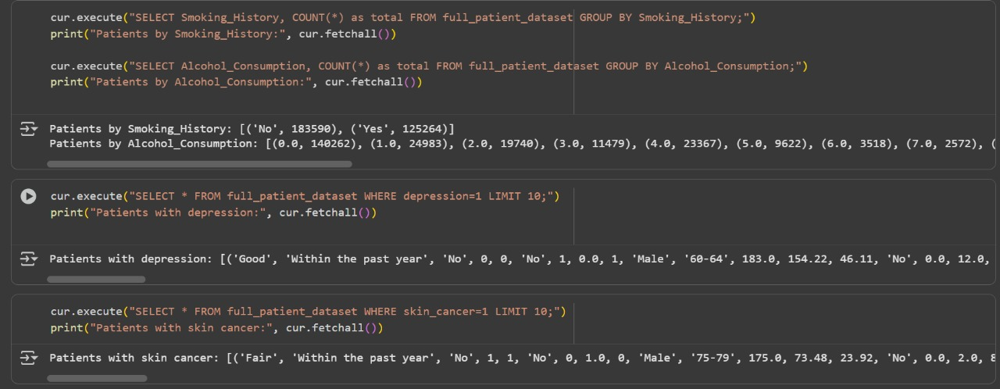 cur.execute("SELECT Smoking_History, COUNT(*) as total FROM full_patient_dataset GROUP BY Smoking_History;")
print("Patients by Smoking_History:", cur.fetchall())
cur.execute("SELECT Alcohol_Consumption, COUNT(*) as total FROM full_patient_dataset GROUP BY Alcohol_Consumption;")
print("Patients by Alcohol_Consumption:", cur.fetchall())
Patients by Smoking_History: [('No', 183590), ('Yes', 125264)]
Patients by Alcohol_Consumption: [(0.0, 140262), (1.0, 24983), (2.0, 19740), (3.0, 11479), (4.0, 23367), (5.0, 9622), (6.0, 3518), (7.0, 2572), (
cur.execute("SELECT * FROM full_patient_dataset WHERE depression=1 LIMIT 10;")
print("Patients with depression:", cur.fetchall())
Patients with depression: [('Good', 'Within the past year', 'No', 0, 0, 'No', 1, 0.0, 1, 'Male', '60-64', 183.0, 154.22, 46.11, 'No', 0.0, 12.0,
cur.execute("SELECT * FROM full_patient_dataset WHERE skin_cancer=1 LIMIT 10;")
print("Patients with skin cancer:", cur.fetchall())
Patients with skin cancer: [('Fair', 'Within the past year', 'No', 1, 1, 'No', 0, 1.0, 0, 'Male', '75-79', 175.0, 73.48, 23.92, 'No', 0.0, 2.0,